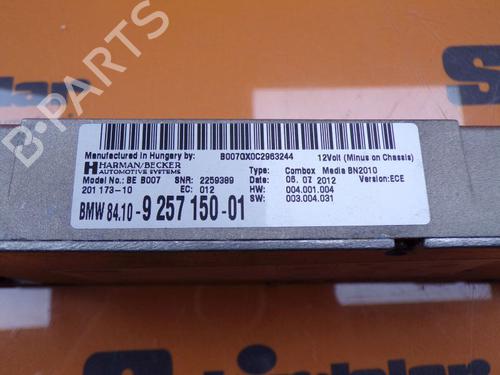 B-PARTS
Manufactured in Hungary by: B007QX0C2963244 12Volt (Minus on Chassis)
HARMAN/BECKER
AUTOMOTIVE SYSTEMS
Type: Combox Media BN2010
Model No.: BE B007 SNR: 2259389 Date: 06.07.2012 Version:ECE
201 173-10 EC: 012 HW: 004.001.004
SW: 003.004.031
BMW 84.10-9 257 150-01